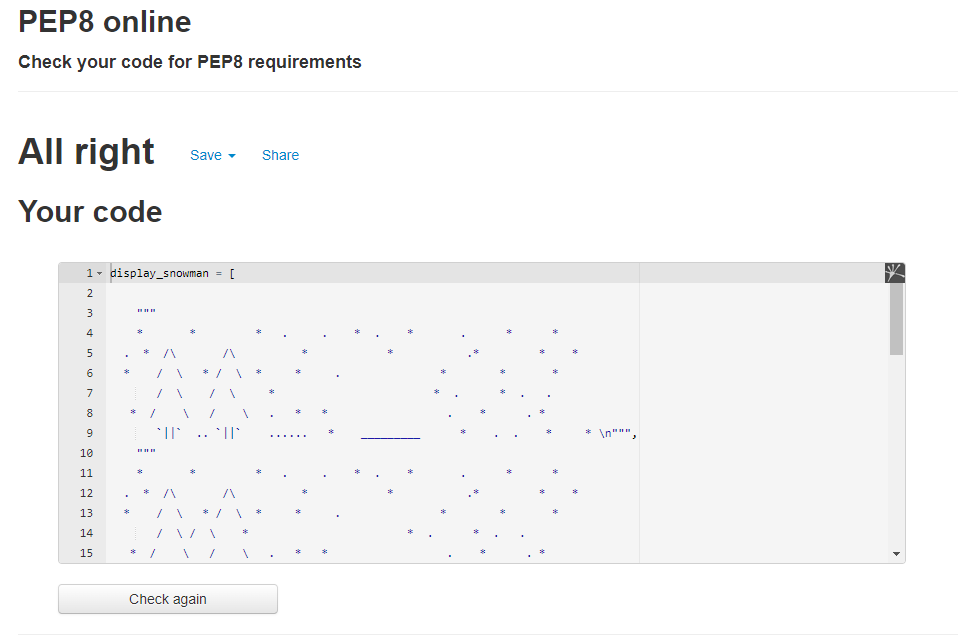 PEP8 online
Check your code for PEP8 requirements
All right Save Share
Your code
1 display_snowman = [
2
3     """
4     *       *         *   .     .    *  .    *       .      *      *
5   .  *  /\       /\          *            *           .*         *    *
6   *    /  \   * /  \  *     *     .               *        *       *
7       /  \    /  \     *                        *  .      *  .   .
8    *  /    \   /    \   .   *   *                  .    *      . *
9       `||`  .. `||`    ......   *    _________      *    .  .    *     * \n""",
10     """
11     *       *         *   .     .    *  .    *       .      *      *
12   .  *  /\       /\          *            *           .*         *    *
13   *    /  \   * /  \  *     *     .               *        *       *
14       /  \ /  \    *                        *  .      *  .   .
15    *  /    \   /    \   .   *   *                  .    *      . *
Check again